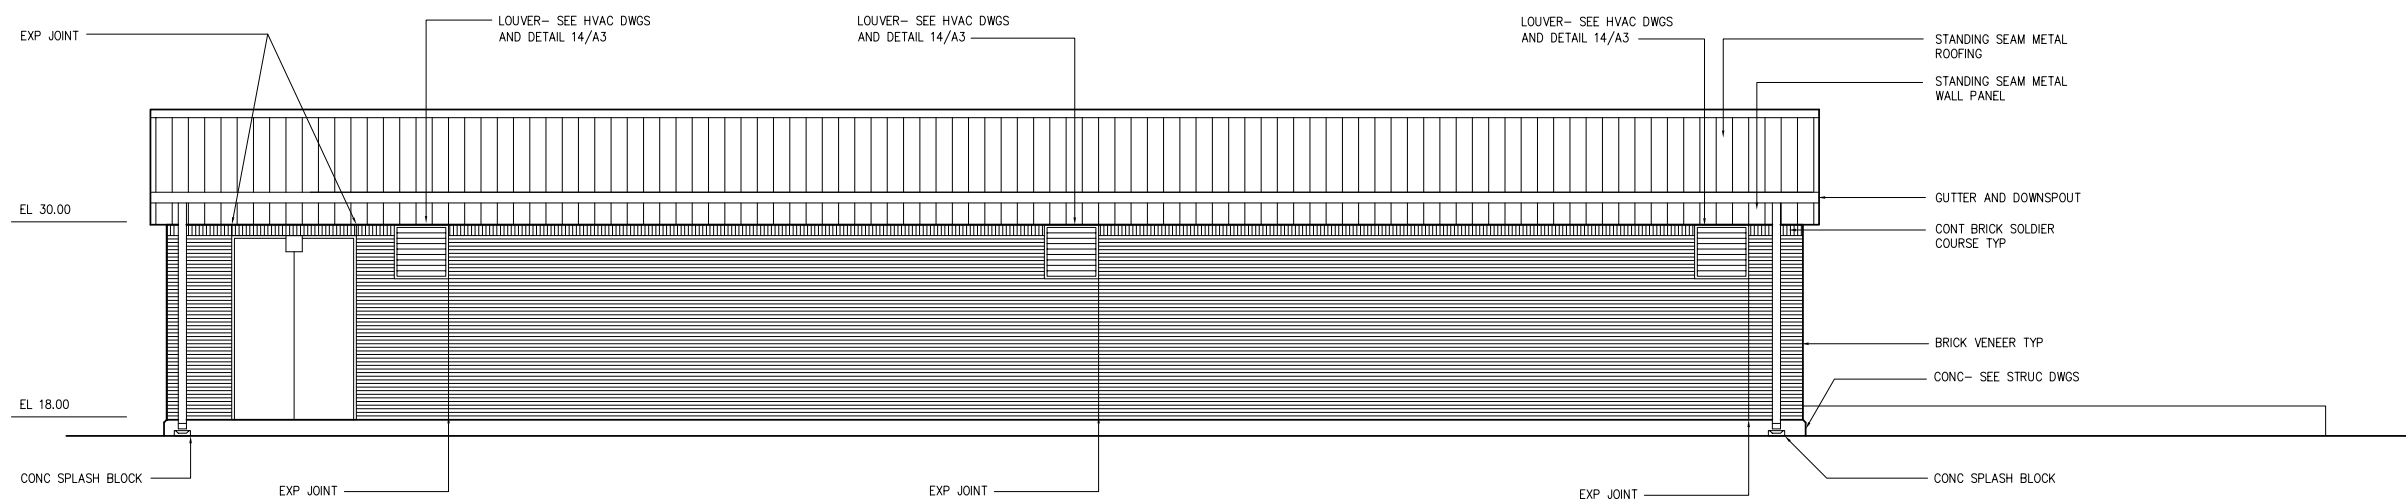 EXP JOINT
LOUVER- SEE HVAC DWGS
AND DETAIL 14/A3
LOUVER- SEE HVAC DWGS
AND DETAIL 14/A3
LOUVER- SEE HVAC DWGS
AND DETAIL 14/A3
STANDING SEAM METAL
ROOFING
STANDING SEAM METAL
WALL PANEL
EL 30.00
GUTTER AND DOWNSPOUT
CONT BRICK SOLDIER
COURSE TYP
BRICK VENEER TYP
CONC- SEE STRUC DWGS
EL 18.00
CONC SPLASH BLOCK
EXP JOINT
EXP JOINT
EXP JOINT
CONC SPLASH BLOCK